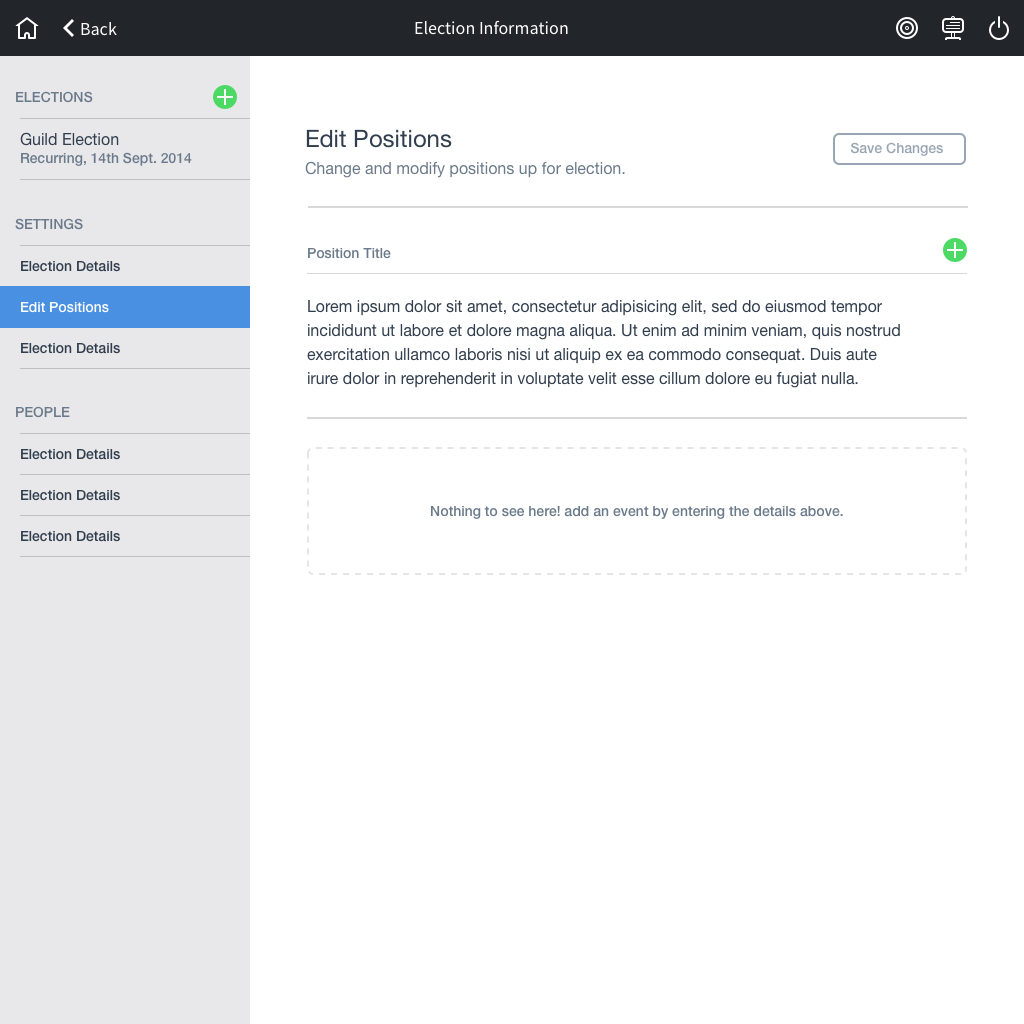 Back
Election Information
ELECTIONS
Guild Election
Recurring, 14th Sept. 2014
SETTINGS
Election Details
Edit Positions
Election Details
PEOPLE
Election Details
Election Details
Election Details
Edit Positions
Change and modify positions up for election.
Save Changes
Position Title
Lorem ipsum dolor sit amet, consectetur adipisicing elit, sed do eiusmod tempor
incididunt ut labore et dolore magna aliqua. Ut enim ad minim veniam, quis nostrud
exercitation ullamco laboris nisi ut aliquip ex ea commodo consequat. Duis aute
irure dolor in reprehenderit in voluptate velit esse cillum dolore eu fugiat nulla.
Nothing to see here! add an event by entering the details above.